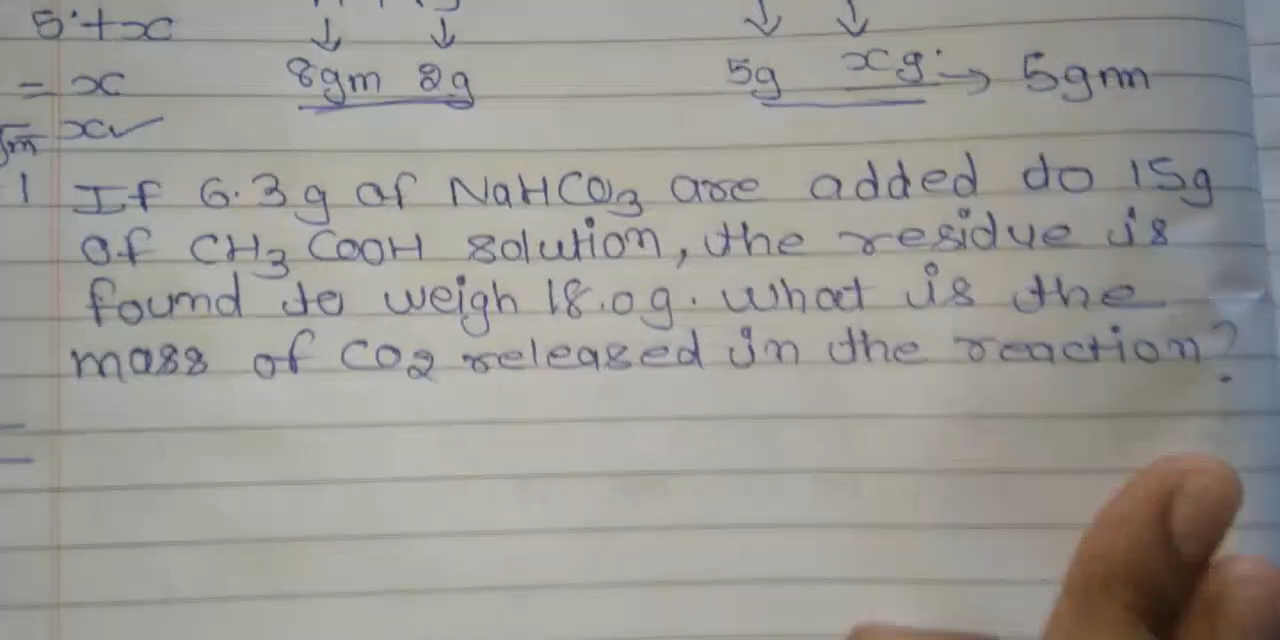 5+x
↓ ↓ ↓ ↓
= x 8gm 8g 5g xg. → 5gm
x✓
1 If 6.3g of NaHCO3 are added to 15g
of CH3COOH solution, the residue is
found to weigh 18.0g. what is the
mass of CO2 released in the reaction?